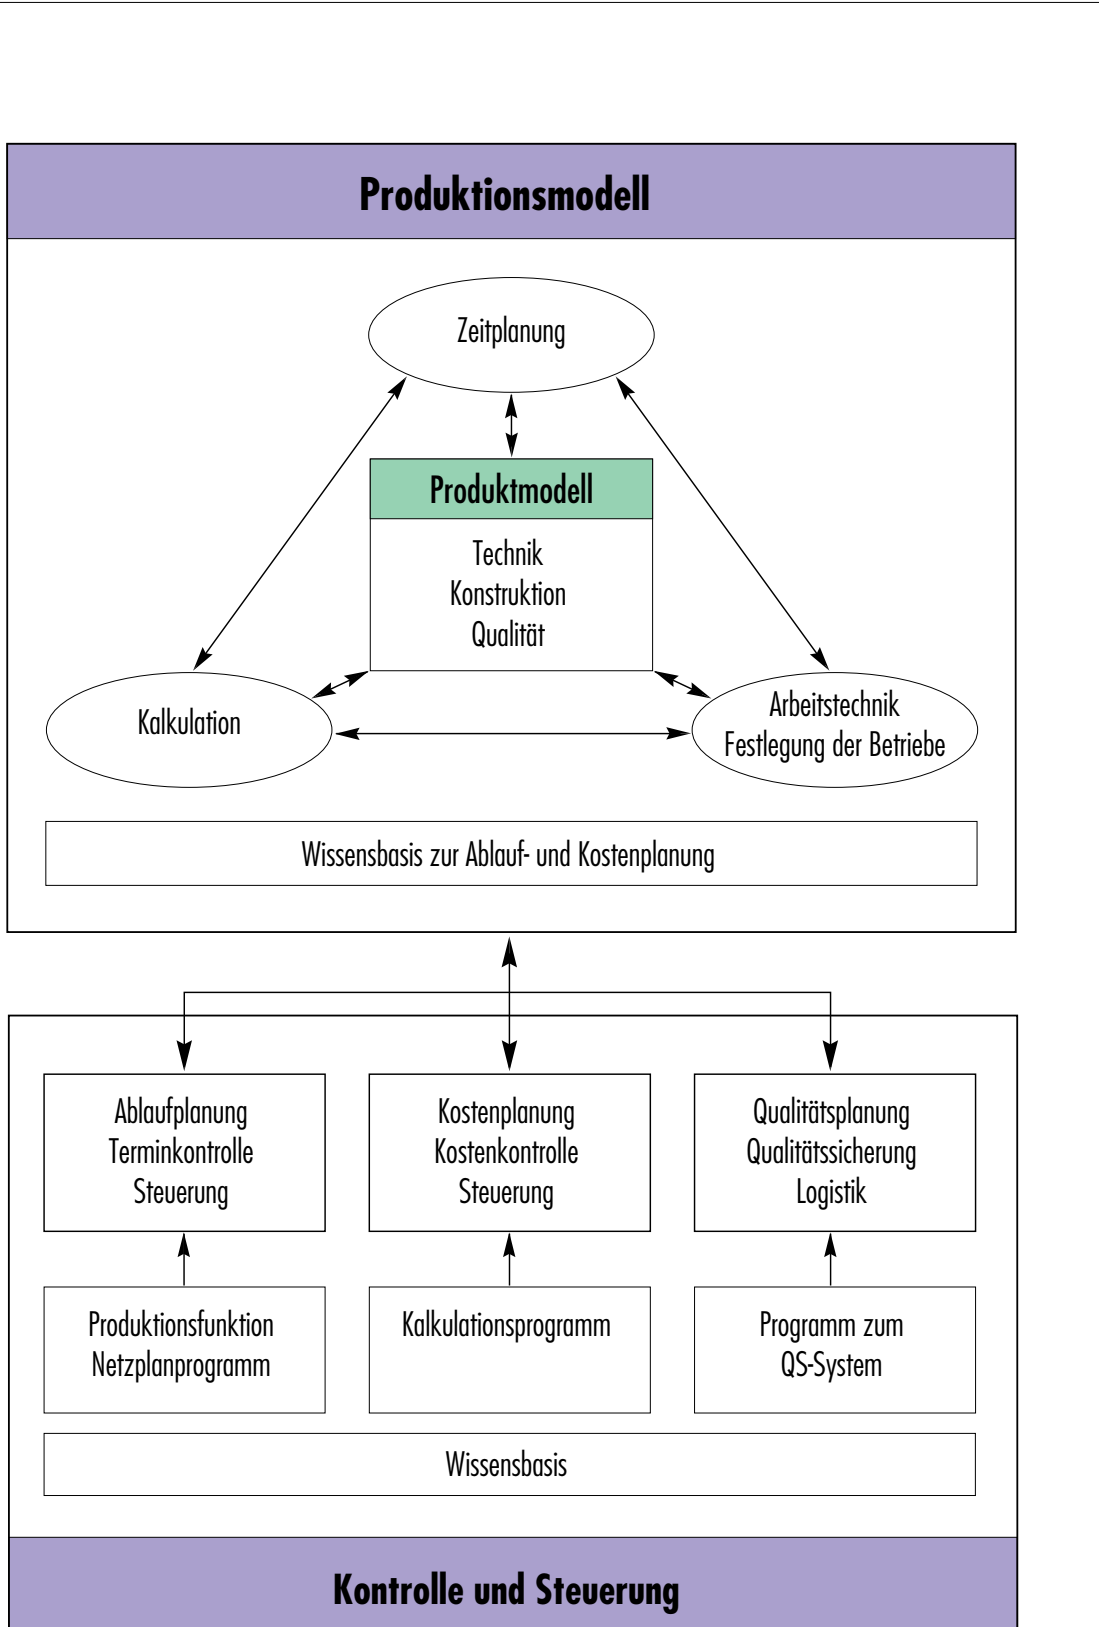 Produktionsmodell
Zeitplanung
Produktmodell
Technik
Konstruktion
Qualität
Kalkulation
Arbeitstechnik
Festlegung der Betriebe
Wissensbasis zur Ablauf- und Kostenplanung
Ablaufplanung
Terminkontrolle
Steuerung
Kostenplanung
Kostenkontrolle
Steuerung
Qualitätsplanung
Qualitätssicherung
Logistik
Produktionsfunktion
Netzplanprogramm
Kalkulationsprogramm
Programm zum
QS-System
Wissensbasis
Kontrolle und Steuerung